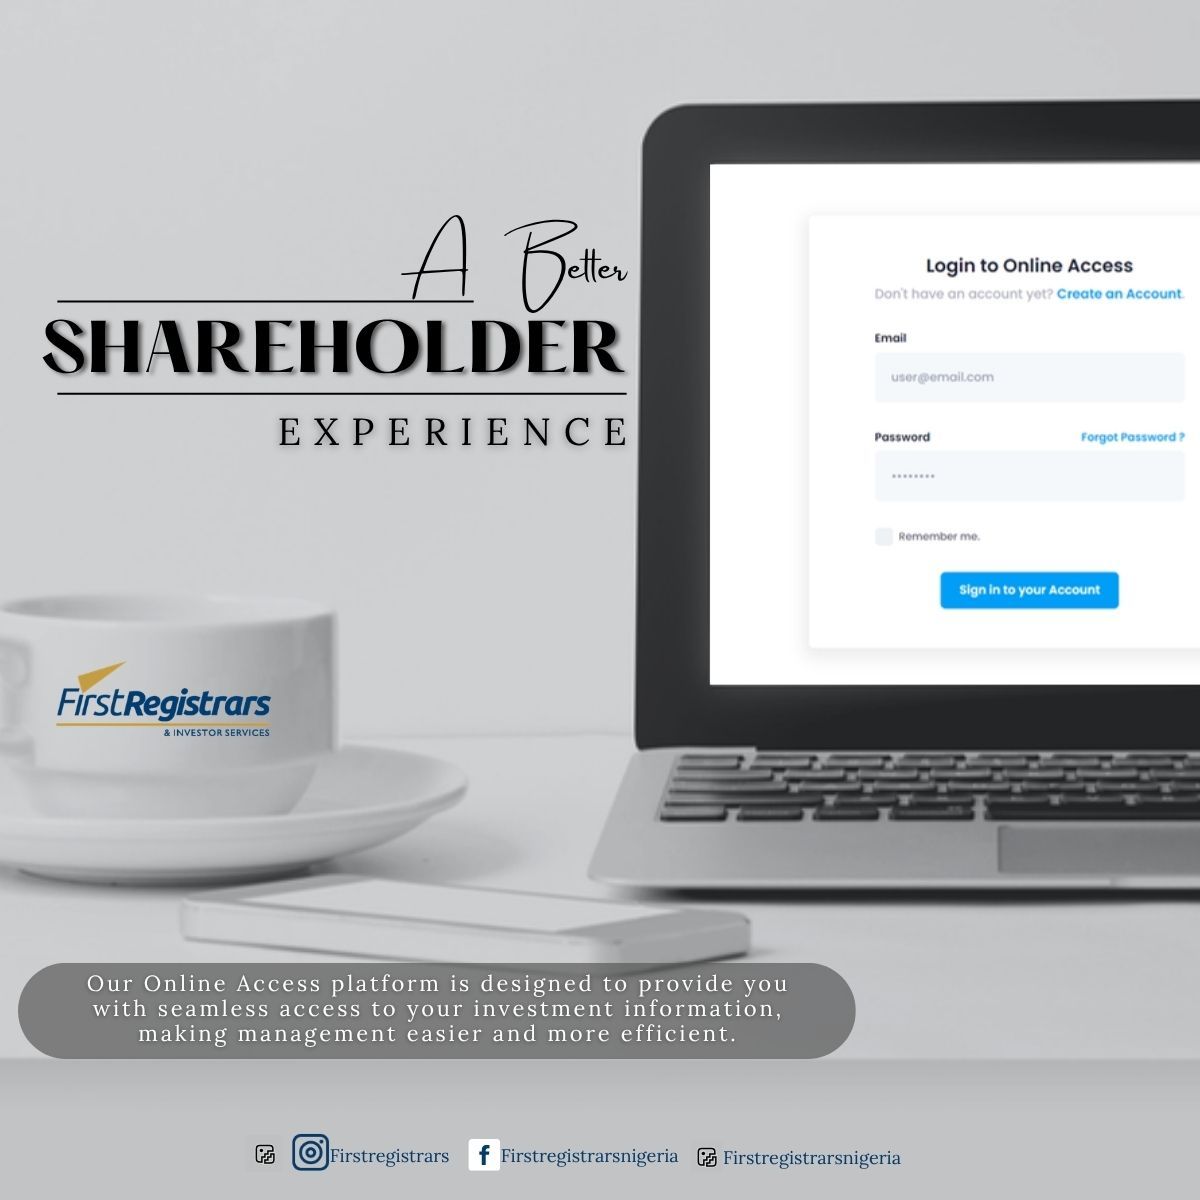 A Better
SHAREHOLDER
EXPERIENCE
Login to Online Access
Don't have an account yet? Create an Account.
Email
user@email.com
Password Forgot Password ?
Remember me.
Sign in to your Account
FirstRegistrars
& INVESTOR SERVICES
Our Online Access platform is designed to provide you
with seamless access to your investment information,
making management easier and more efficient.
Firstregistrars f Firstregistrarsnigeria Firstregistrarsnigeria